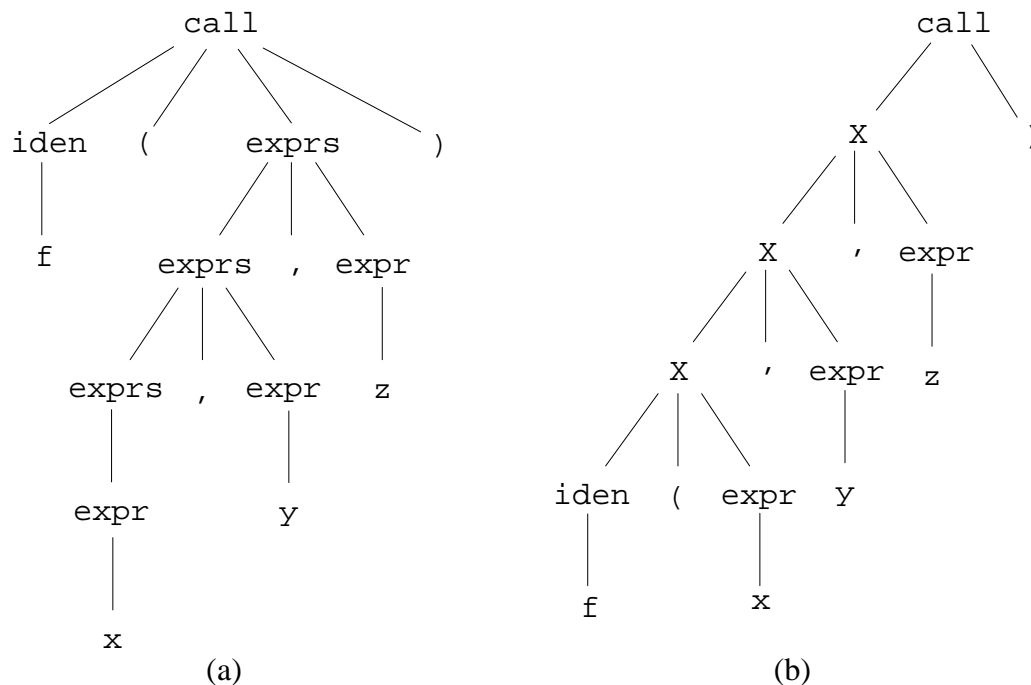 call call
iden ( exprs ) X
f exprs , expr X , expr
exprs , expr z X , expr z
expr y iden ( expr y
x f x
(a) (b)